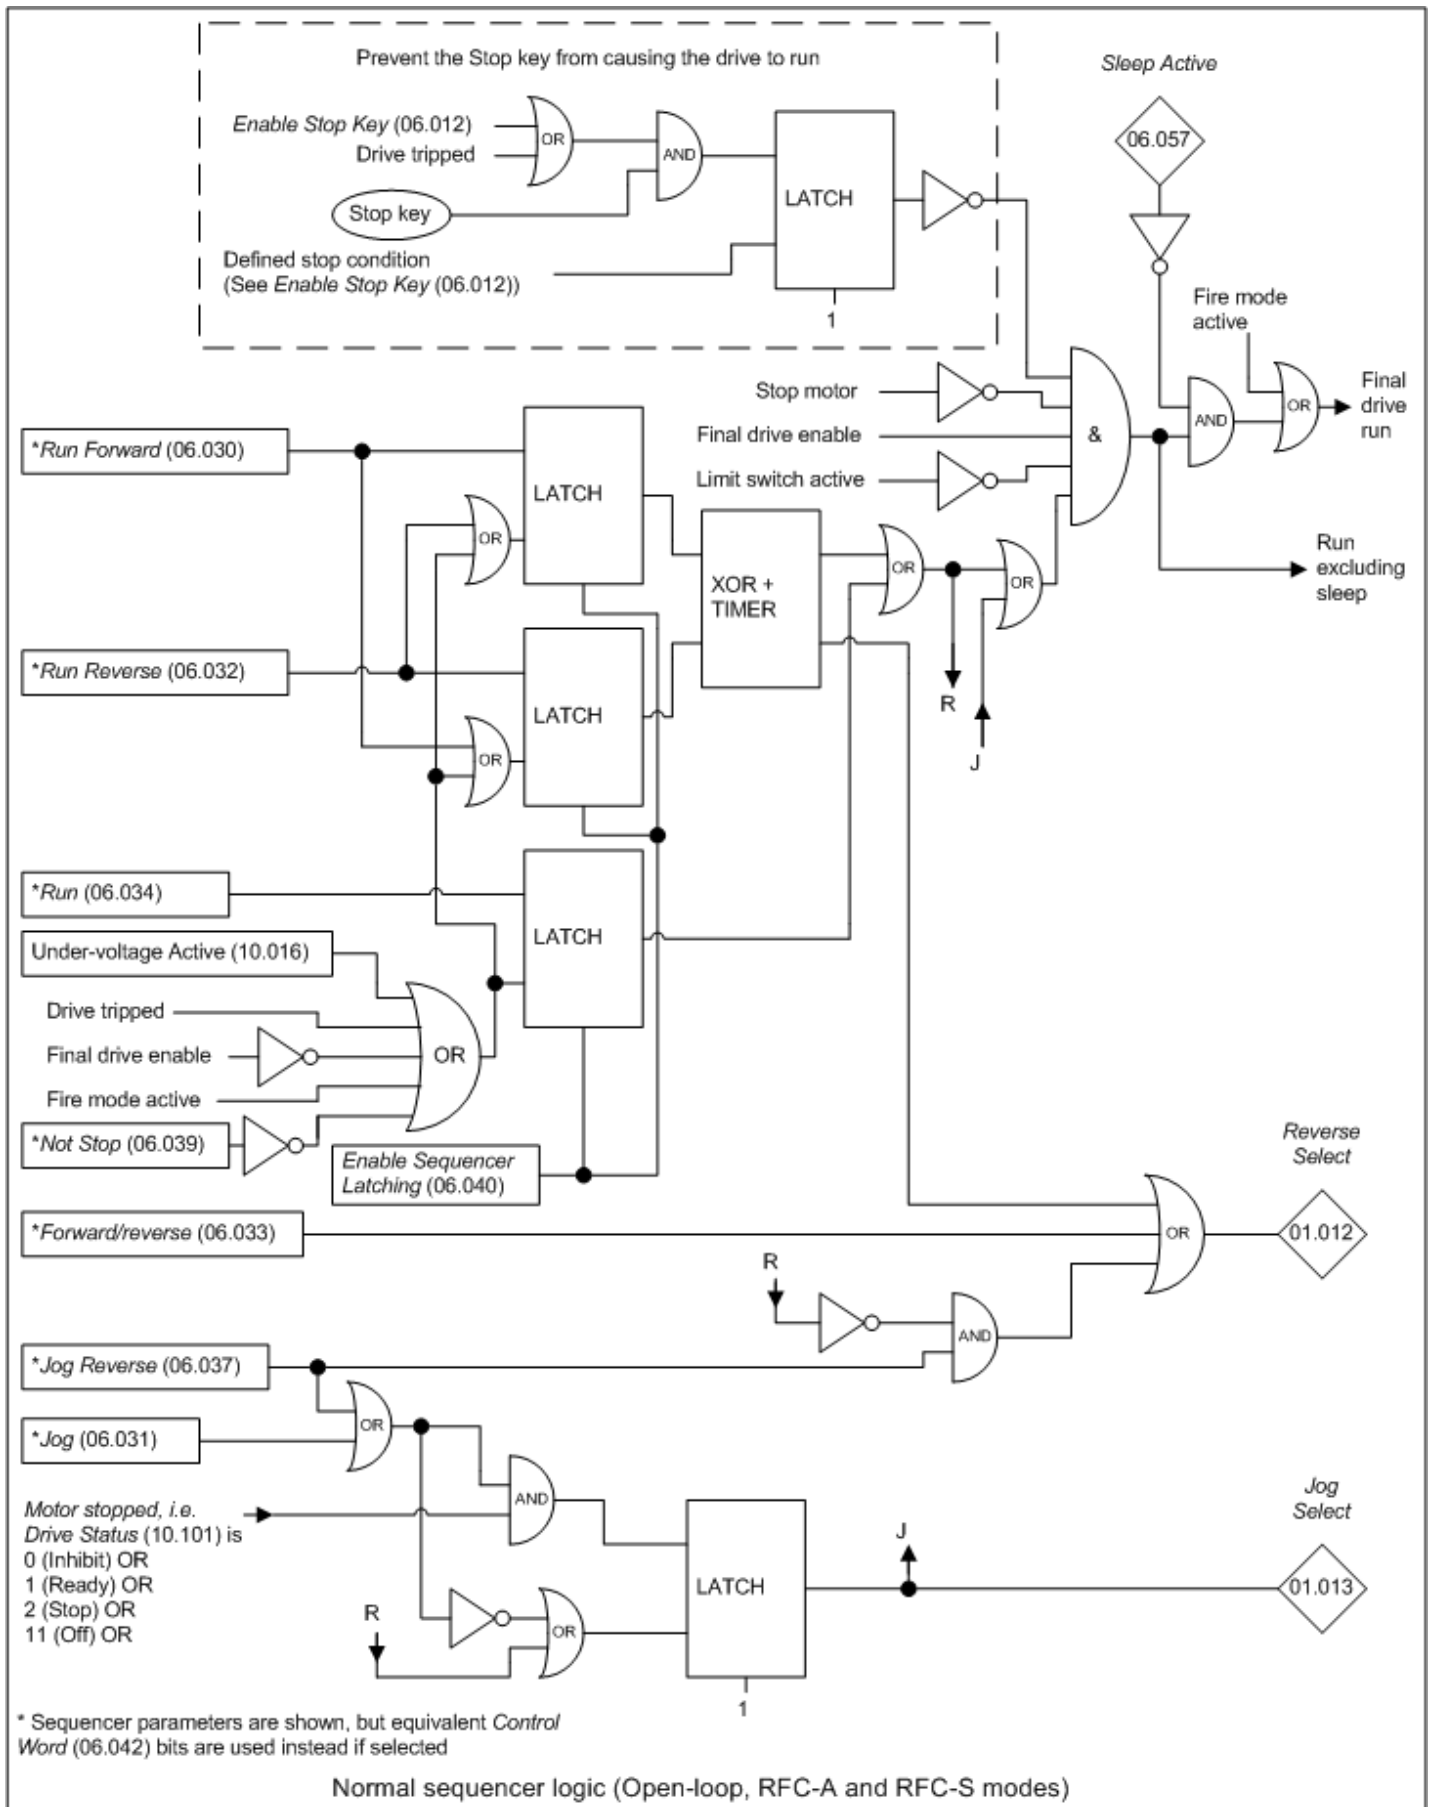 Prevent the Stop key from causing the drive to run
Sleep Active
Enable Stop Key (06.012)
Drive tripped
OR
AND
06.057
Stop key
LATCH
Defined stop condition
(See Enable Stop Key (06.012))
1
Fire mode
active
Stop motor
Final drive enable
Limit switch active
&
AND
OR
Final
drive
run
*Run Forward (06.030)
LATCH
OR
XOR +
TIMER
OR
OR
Run
excluding
sleep
*Run Reverse (06.032)
LATCH
OR
R
J
*Run (06.034)
LATCH
Under-voltage Active (10.016)
Drive tripped
Final drive enable
OR
Fire mode active
*Not Stop (06.039)
Enable Sequencer
Latching (06.040)
Reverse
Select
*Forward/reverse (06.033)
OR
01.012
R
AND
*Jog Reverse (06.037)
OR
*Jog (06.031)
AND
Motor stopped, i.e.
Drive Status (10.101) is
0 (Inhibit) OR
1 (Ready) OR
2 (Stop) OR
11 (Off) OR
R
OR
LATCH
1
J
Jog
Select
01.013
* Sequencer parameters are shown, but equivalent Control
Word (06.042) bits are used instead if selected
Normal sequencer logic (Open-loop, RFC-A and RFC-S modes)